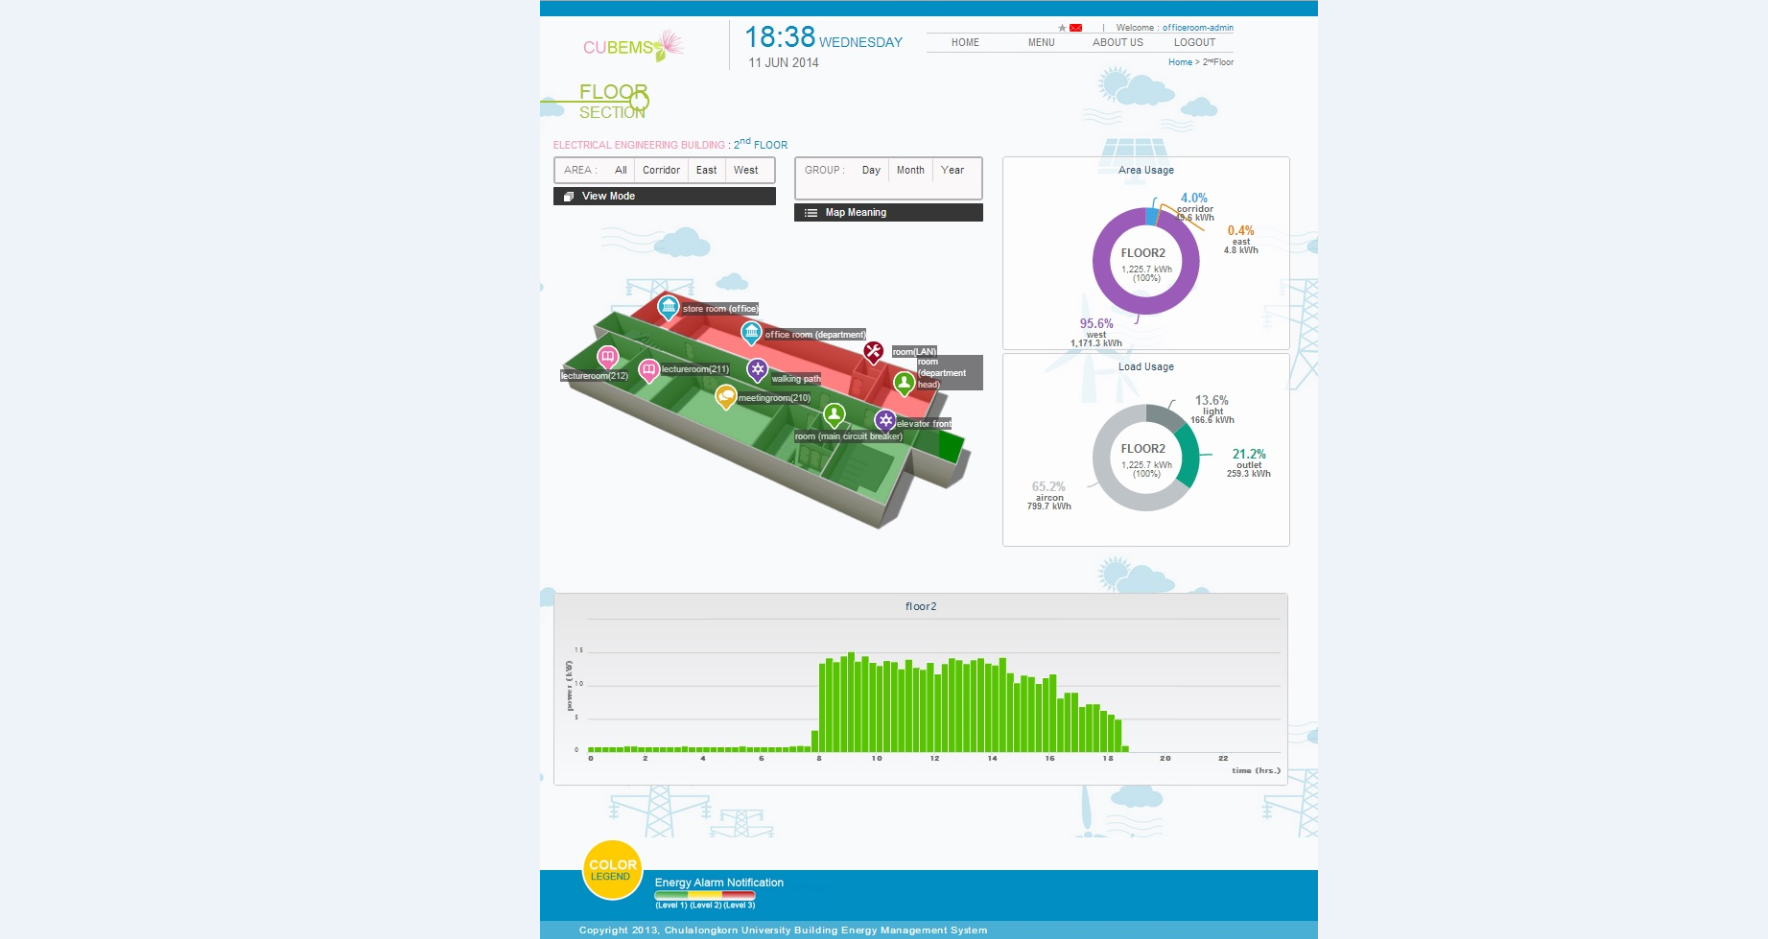 CUBEMS
18:38 WEDNESDAY
11 JUN 2014
| Welcome : officeroom-admin
HOME MENU ABOUT US LOGOUT
Home > 2ndFloor
FLOOR
SECTION
ELECTRICAL ENGINEERING BUILDING : 2nd FLOOR
AREA : All Corridor East West
View Mode
GROUP : Day Month Year
Map Meaning
store room (office)
office room (department)
room(LAN)
room
(department
head)
lectureroom(212)
lectureroom(211)
walking path
meetingroom(210)
elevator front
room (main circuit breaker)
Area Usage
4.0%
corridor
49.6 kWh
0.4%
east
4.8 kWh
FLOOR2
1,225.7 kWh
(100%)
95.6%
west
1,171.3 kWh
Load Usage
13.6%
light
166.6 kWh
FLOOR2
1,225.7 kWh
(100%)
21.2%
outlet
259.3 kWh
65.2%
aircon
799.7 kWh
floor2
power (kW)
15
10
5
0
0 2 4 6 8 10 12 14 16 18 20 22
time (hrs.)
COLOR
LEGEND
Energy Alarm Notification
(Level 1) (Level 2) (Level 3)
Copyright 2013, Chulalongkorn University Building Energy Management System